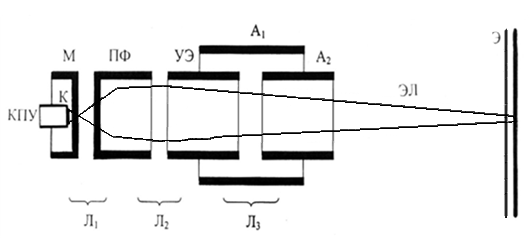 А₁
Э
М ПФ УЭ А₂
К
ЭЛ
КПУ
Л₁ Л₂ Л₃